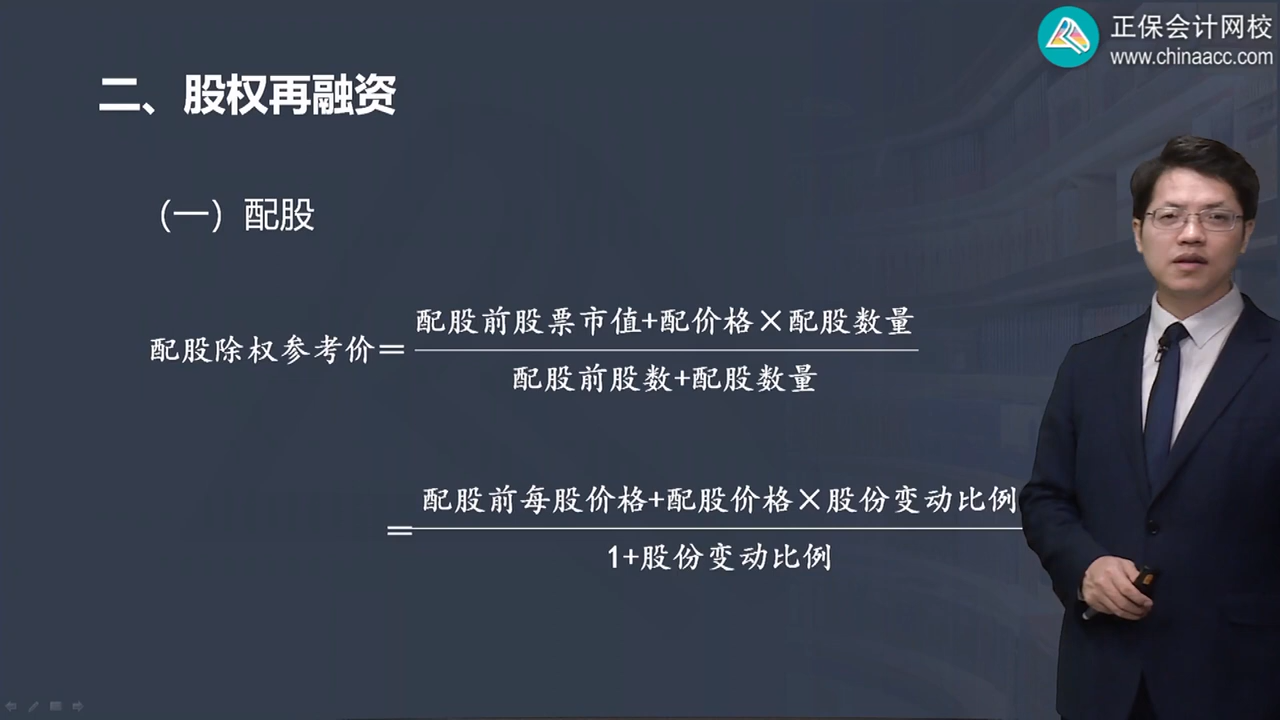 正保会计网校
www.chinaacc.com
二、股权再融资
（一）配股
配股除权参考价＝
配股前股票市值+配价格×配股数量
配股前股数+配股数量
＝
配股前每股价格+配股价格×股份变动比例
1+股份变动比例